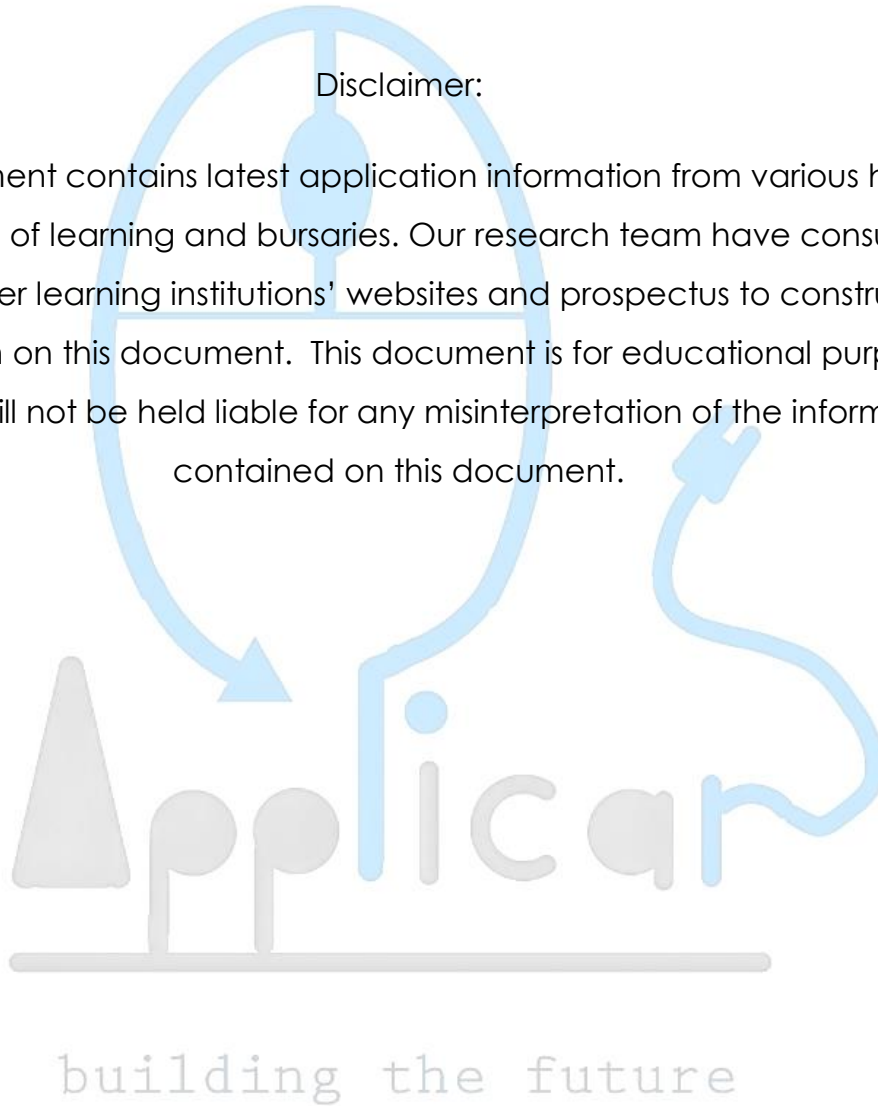 Disclaimer:
ment contains latest application information from various h
of learning and bursaries. Our research team have consu
er learning institutions' websites and prospectus to constru
n on this document. This document is for educational purp
ill not be held liable for any misinterpretation of the inform
contained on this document.
Applicar
building the future